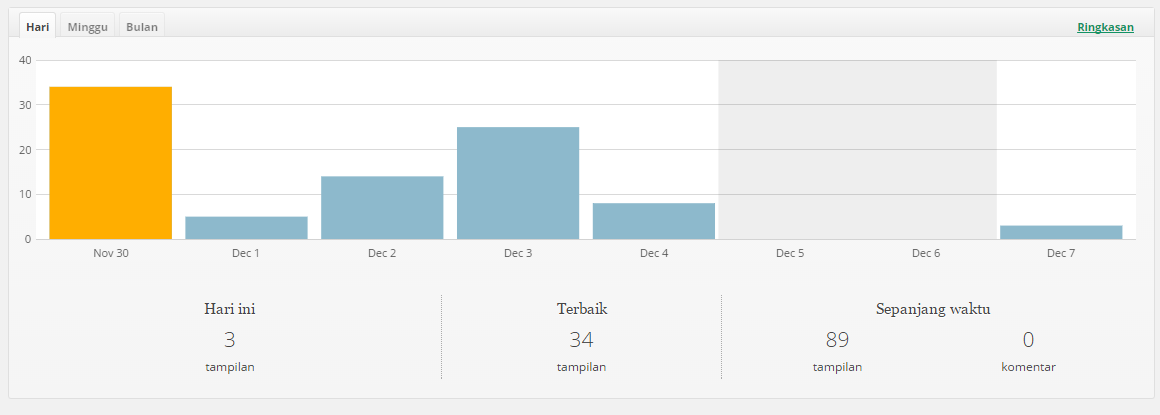 Hari Minggu Bulan Ringkasan
40
30
20
10
0
Nov 30 Dec 1 Dec 2 Dec 3 Dec 4 Dec 5 Dec 6 Dec 7
Hari ini Terbaik Sepanjang waktu
3 34 89 0
tampilan tampilan tampilan komentar